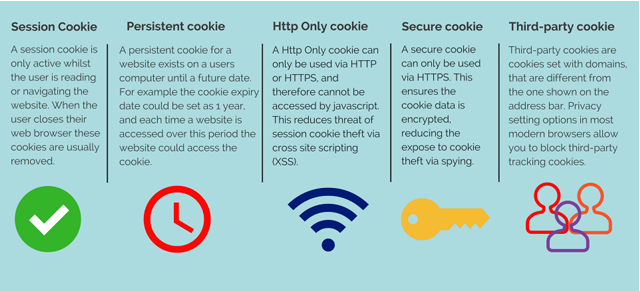 Session Cookie
A session cookie is
only active whilst
the user is reading
or navigating the
website. When the
user closes their
web browser these
cookies are usually
removed.
Persistent cookie
A persistent cookie for a
website exists on a users
computer until a future date.
For example the cookie expiry
date could be set as 1 year,
and each time a website is
accessed over this period the
website could access the
cookie.
Http Only cookie
A Http Only cookie can
only be used via HTTP
or HTTPS, and
therefore cannot be
accessed by javascript.
This reduces threat of
session cookie theft via
cross site scripting
(XSS).
Secure cookie
A secure cookie
can only be used
via HTTPS. This
ensures the
cookie data is
encrypted,
reducing the
expose to cookie
theft via spying.
Third-party cookie
Third-party cookies are
cookies set with domains,
that are different from
the one shown on the
address bar. Privacy
setting options in most
modern browsers allow
you to block third-party
tracking cookies.